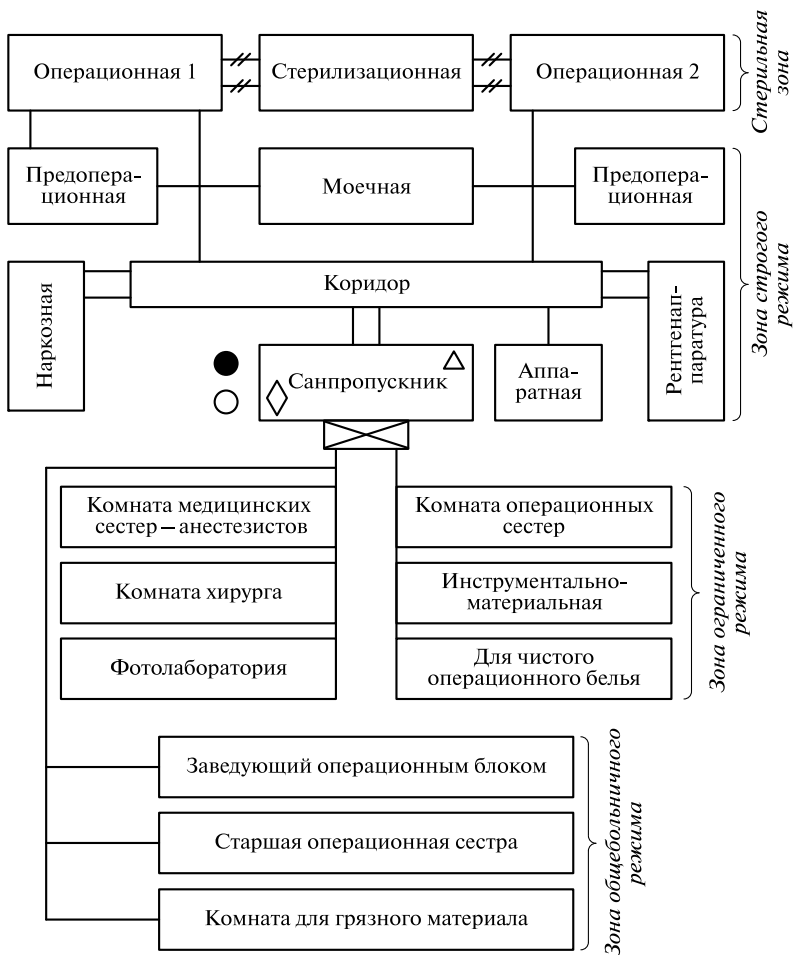 Операционная 1
Стерилизационная
Операционная 2
Стерильная
зона
Предопера-
ционная
Моечная
Предопера-
ционная
Наркозная
Коридор
Рентгенап-
паратура
Санпропускник
Аппа-
ратная
Зона строгого
режима
Комната медицинских
сестер – анестезистов
Комната операционных
сестер
Комната хирурга
Инструментально-
материальная
Фотолаборатория
Для чистого
операционного белья
Зона ограниченного
режима
Заведующий операционным блоком
Старшая операционная сестра
Комната для грязного материала
Зона общебольничного
режима